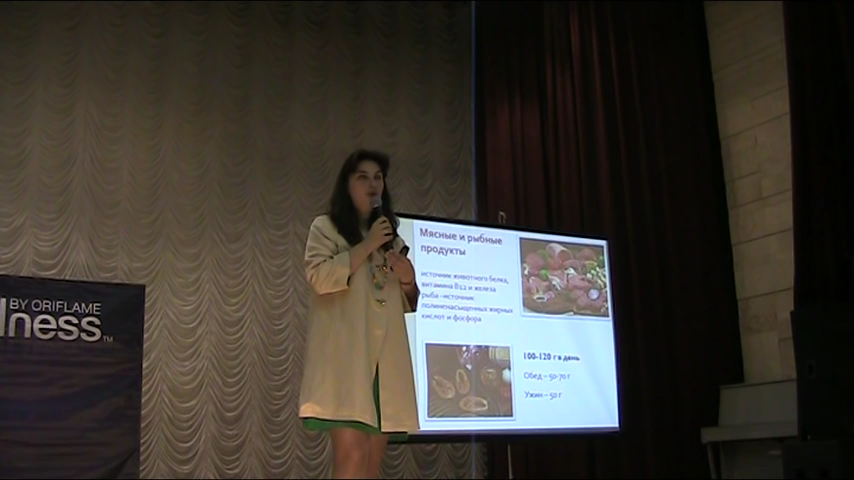 BY ORIFLAME
llness™
Мясные и рыбные
продукты
источник животного белка,
витамина B12 и железа
рыба -источник
полиненасыщенных жирных
кислот и фосфора
100-120 г в день
Обед – 50-70 г
Ужин – 50 г